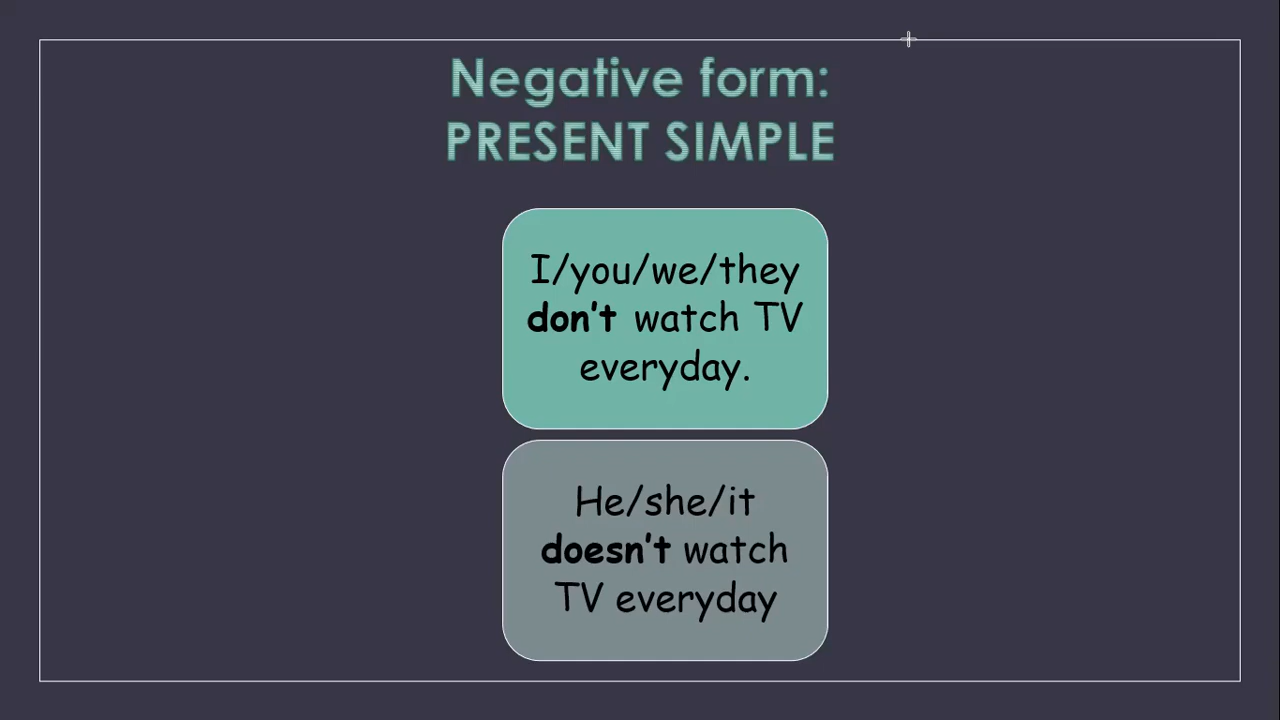 Negative form:
PRESENT SIMPLE
I/you/we/they
don't watch TV
everyday.
He/she/it
doesn't watch
TV everyday